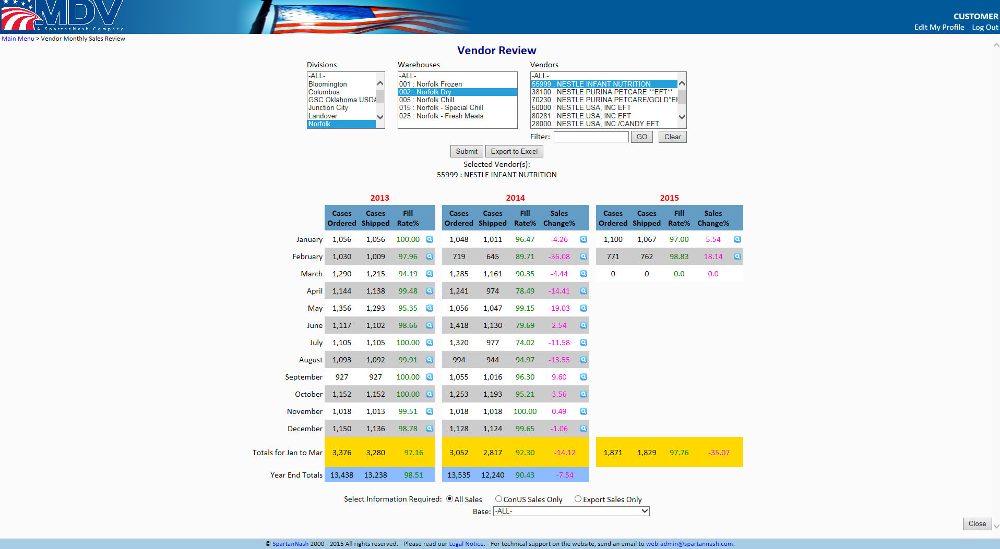 MDV
A SpartanNash Company
CUSTOMER
Edit My Profile Log Out
Main Menu > Vendor Monthly Sales Review
Vendor Review
Divisions Warehouses Vendors
-ALL- -ALL- -ALL-
Bloomington 001 : Norfolk Frozen 55999 : NESTLE INFANT NUTRITION
Columbus 002 : Norfolk Dry 38100 : NESTLE PURINA PETCARE **EFT**
GSC Oklahoma USDA 005 : Norfolk Chill 70230 : NESTLE PURINA PETCARE/GOLD*EF
Junction City 015 : Norfolk - Special Chill 50000 : NESTLE USA, INC EFT
Landover 025 : Norfolk - Fresh Meats 80281 : NESTLE USA, INC EFT
Norfolk 28000 : NESTLE USA, INC./CANDY EFT
Filter: GO Clear
Submit Export to Excel
Selected Vendor(s):
55999 : NESTLE INFANT NUTRITION
2013 2014 2015
Cases Cases Fill Cases Cases Fill Sales Cases Cases Fill Sales
Ordered Shipped Rate% Ordered Shipped Rate% Change% Ordered Shipped Rate% Change%
January 1,056 1,056 100.00 1,048 1,011 96.47 -4.26 1,100 1,067 97.00 5.54
February 1,030 1,009 97.96 719 645 89.71 -36.08 771 762 98.83 18.14
March 1,290 1,215 94.19 1,285 1,161 90.35 -4.44 0 0 0.0 0.0
April 1,144 1,138 99.48 1,241 974 78.49 -14.41
May 1,356 1,293 95.35 1,056 1,047 99.15 -19.03
June 1,117 1,102 98.66 1,418 1,130 79.69 2.54
July 1,105 1,105 100.00 1,320 977 74.02 -11.58
August 1,093 1,092 99.91 994 944 94.97 -13.55
September 927 927 100.00 1,055 1,016 96.30 9.60
October 1,152 1,152 100.00 1,253 1,193 95.21 3.56
November 1,018 1,013 99.51 1,018 1,018 100.00 0.49
December 1,150 1,136 98.78 1,128 1,124 99.65 -1.06
Totals for Jan to Mar 3,376 3,280 97.16 3,052 2,817 92.30 -14.12 1,871 1,829 97.76 -35.07
Year End Totals 13,438 13,238 98.51 13,535 12,240 90.43 -7.54
Select Information Required: All Sales ConUS Sales Only Export Sales Only
Base: -ALL-
Close
© SpartanNash 2000 - 2015 All rights reserved. - Please read our Legal Notice. - For technical support on the website, send an email to web-admin@spartannash.com.